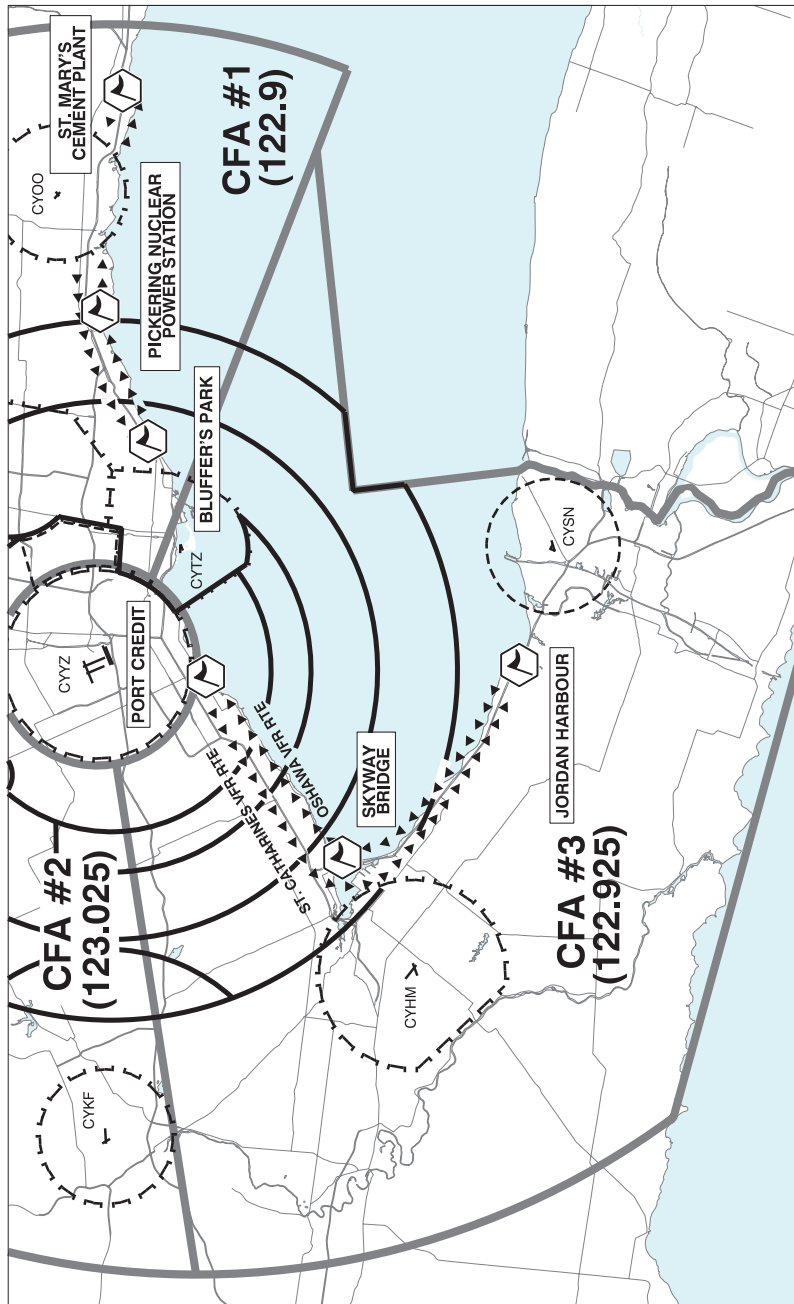 ST. MARY'S
CEMENT PLANT
CYOO
CFA #1
(122.9)
PICKERING NUCLEAR
POWER STATION
BLUFFER'S PARK
CYTZ
CYSN
CYYZ
PORT CREDIT
JORDAN HARBOUR
OSHAWA VFR RTE
SKYWAY
BRIDGE
ST. CATHARINES VFR RTE
CFA #2
(123.025)
CFA #3
(122.925)
CYHM
CYKF